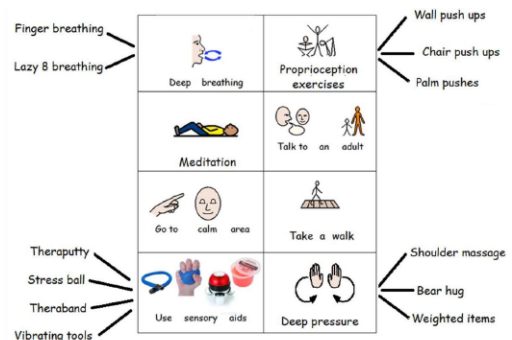 Finger breathing
Lazy 8 breathing
Deep breathing
Proprioception
exercises
Wall push ups
Chair push ups
Palm pushes
Meditation
Talk to an adult
Go to calm area
Take a walk
Theraputty
Stress ball
Theraband
Vibrating tools
Use sensory aids
Deep pressure
Shoulder massage
Bear hug
Weighted items